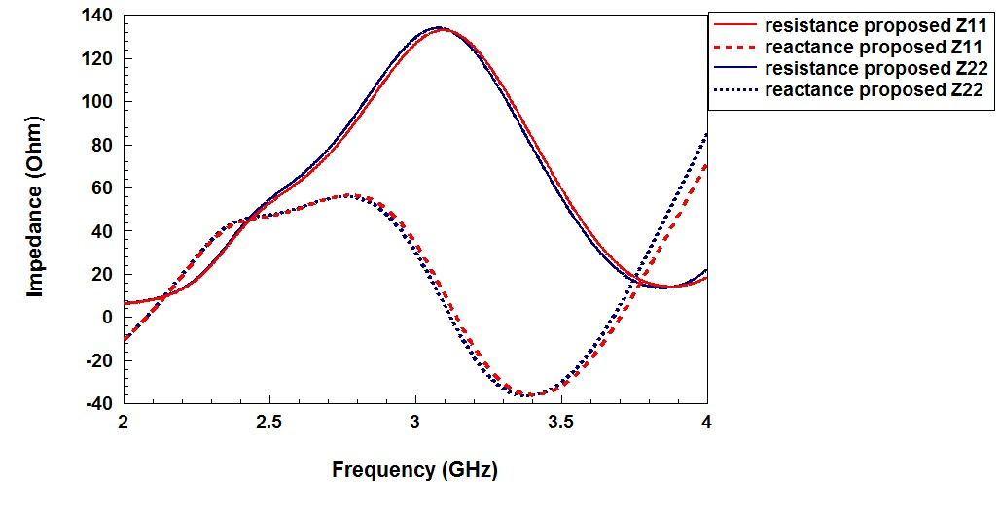 140
120
100
80
60
40
20
0
-20
-40
2
2.5
3
3.5
4
Impedance (Ohm)
Frequency (GHz)
resistance proposed Z11
reactance proposed Z11
resistance proposed Z22
reactance proposed Z22